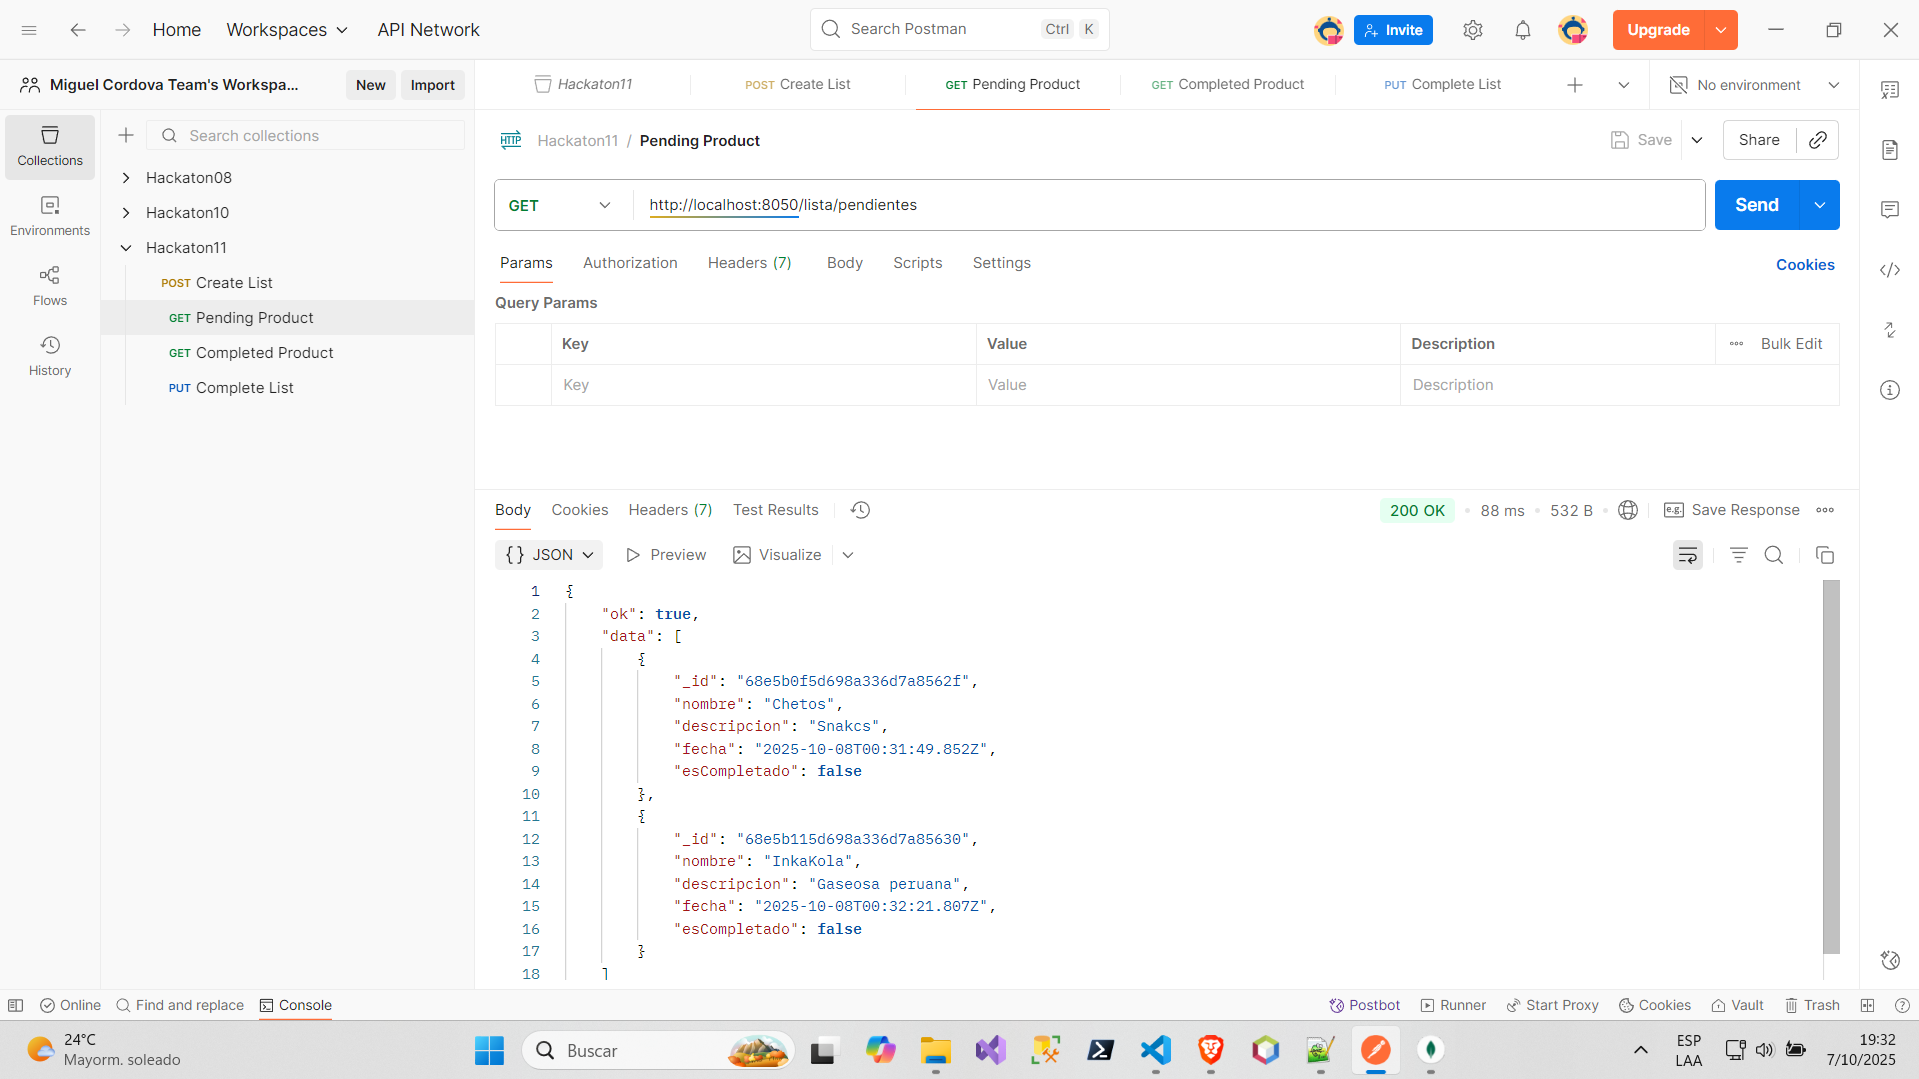 Home Workspaces API Network Search Postman Ctrl K Invite Upgrade
Miguel Cordova Team's Workspa... New Import
Hackaton11 POST Create List GET Pending Product GET Completed Product PUT Complete List No environment
Collections
Environments
Flows
History
Search collections
Hackaton08
Hackaton10
Hackaton11
POST Create List
GET Pending Product
GET Completed Product
PUT Complete List
HTTP Hackaton11 / Pending Product Save Share
GET http://localhost:8050/lista/pendientes Send
Params Authorization Headers (7) Body Scripts Settings Cookies
Query Params
Key Value Description Bulk Edit
Key Value Description
Body Cookies Headers (7) Test Results 200 OK 88 ms 532 B e.g. Save Response
{} JSON Preview Visualize
1 {
2 "ok": true,
3 "data": [
4 {
5 "_id": "68e5b0f5d698a336d7a8562f",
6 "nombre": "Chetos",
7 "descripcion": "Snakcs",
8 "fecha": "2025-10-08T00:31:49.852Z",
9 "esCompletado": false
10 },
11 {
12 "_id": "68e5b115d698a336d7a85630",
13 "nombre": "InkaKola",
14 "descripcion": "Gaseosa peruana",
15 "fecha": "2025-10-08T00:32:21.807Z",
16 "esCompletado": false
17 }
18 ]
Online Find and replace Console Postbot Runner Start Proxy Cookies Vault Trash
24°C
Mayorm. soleado
Buscar
ESP
LAA
19:32
7/10/2025